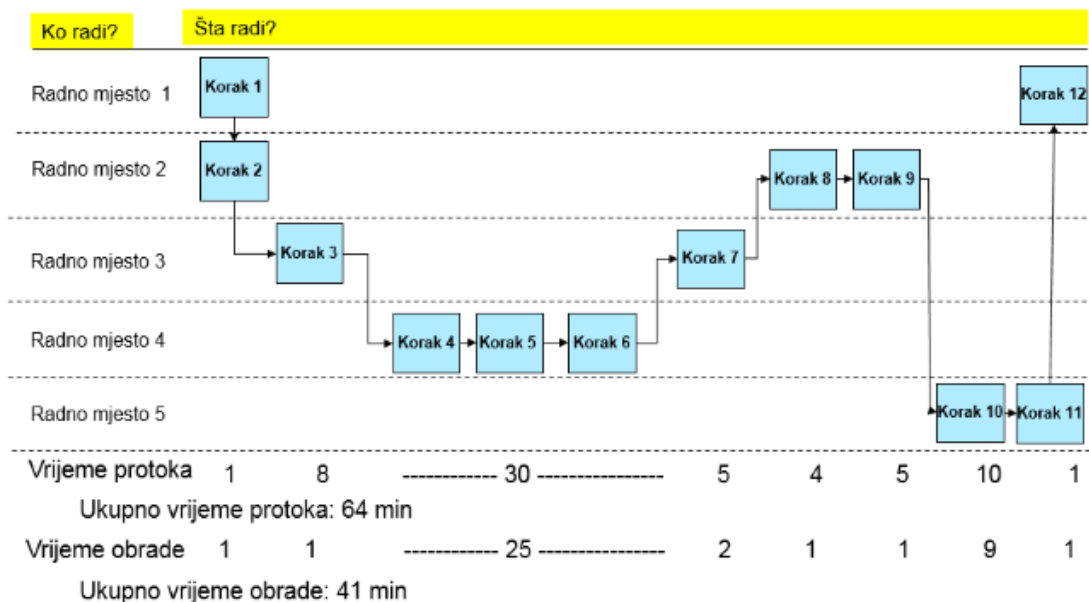 Ko radi? Šta radi?
Radno mjesto 1 Korak 1 Korak 12
Radno mjesto 2 Korak 2 Korak 8 Korak 9
Radno mjesto 3 Korak 3 Korak 7
Radno mjesto 4 Korak 4 Korak 5 Korak 6
Radno mjesto 5 Korak 10 Korak 11
Vrijeme protoka 1 8 ----------- 30 ---------------- 5 4 5 10 1
Ukupno vrijeme protoka: 64 min
Vrijeme obrade 1 1 ----------- 25 ---------------- 2 1 1 9 1
Ukupno vrijeme obrade: 41 min